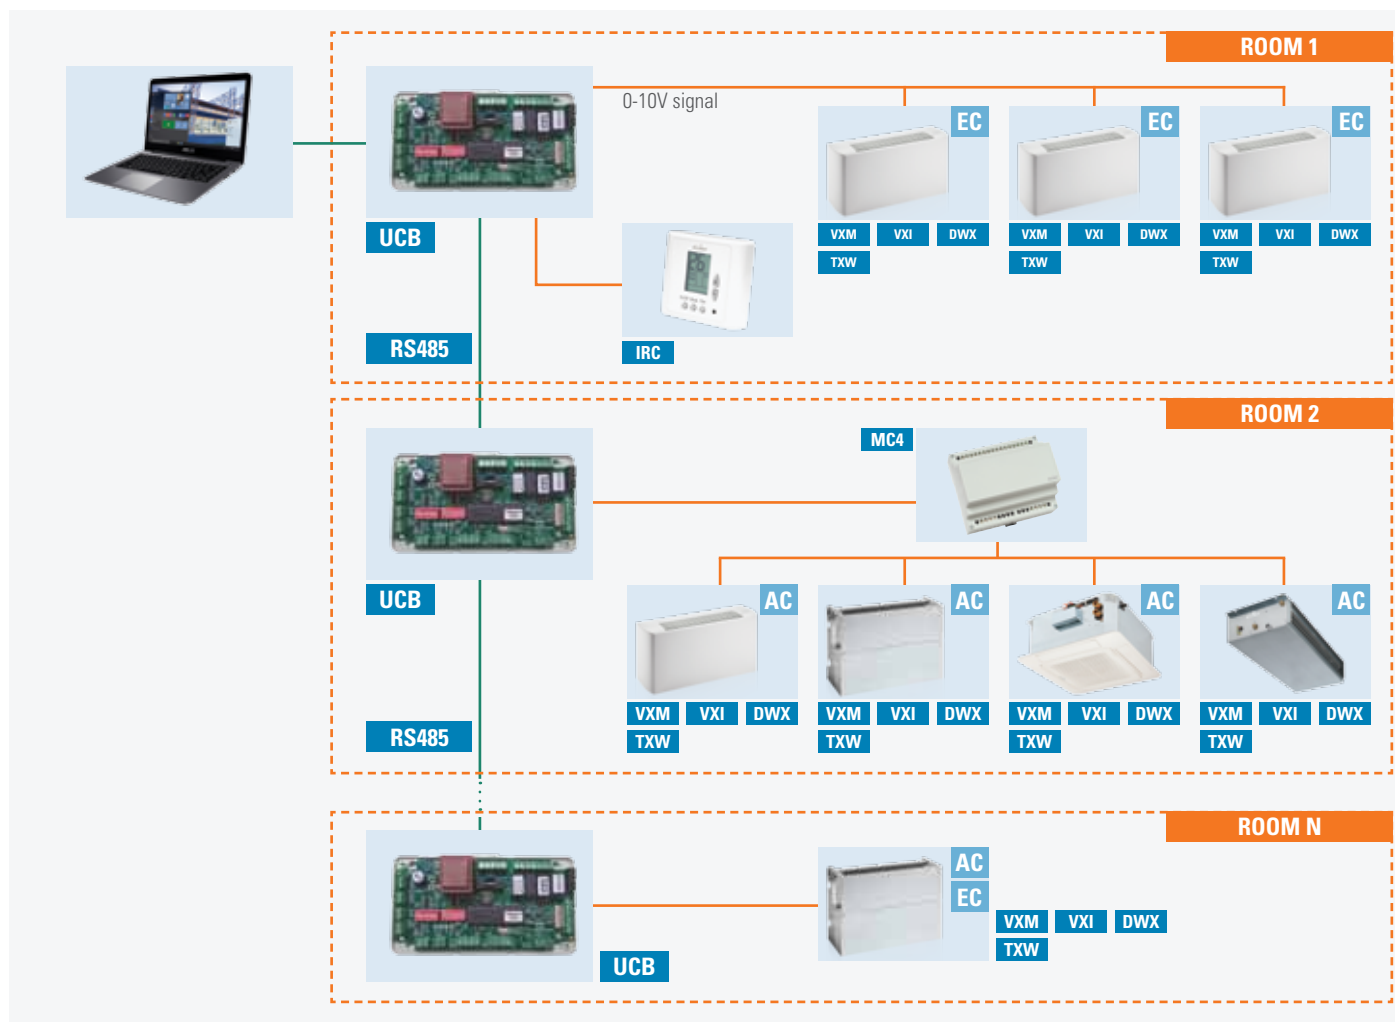 ROOM 1
0-10V signal
EC EC EC
UCB
VXM VXI DWX VXM VXI DWX VXM VXI DWX
TXW TXW TXW
RS485
IRC
ROOM 2
MC4
UCB
AC AC AC AC
VXM VXI DWX VXM VXI DWX VXM VXI DWX VXM VXI DWX
TXW TXW TXW TXW
RS485
ROOM N
AC
EC
VXM VXI DWX
TXW
UCB